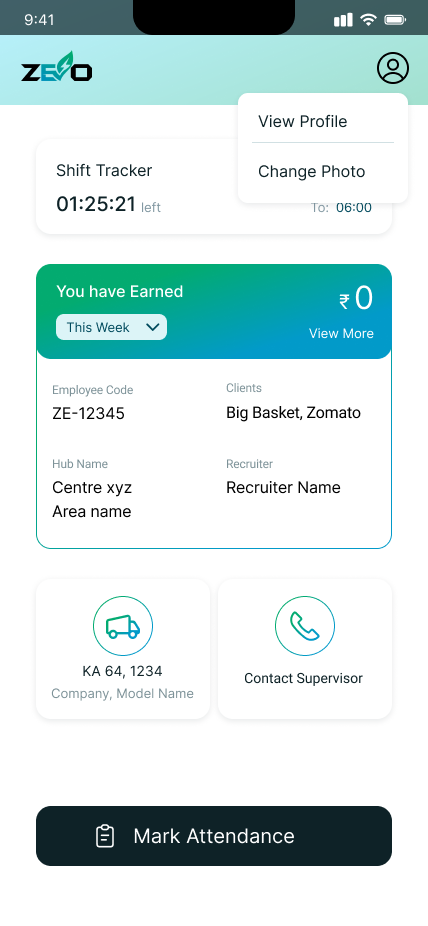 9:41
ZEVO
View Profile
Change Photo
Shift Tracker
01:25:21 left
To: 06:00
You have Earned
₹ 0
This Week
View More
Employee Code
Clients
ZE-12345
Big Basket, Zomato
Hub Name
Recruiter
Centre xyz
Recruiter Name
Area name
KA 64, 1234
Company, Model Name
Contact Supervisor
Mark Attendance